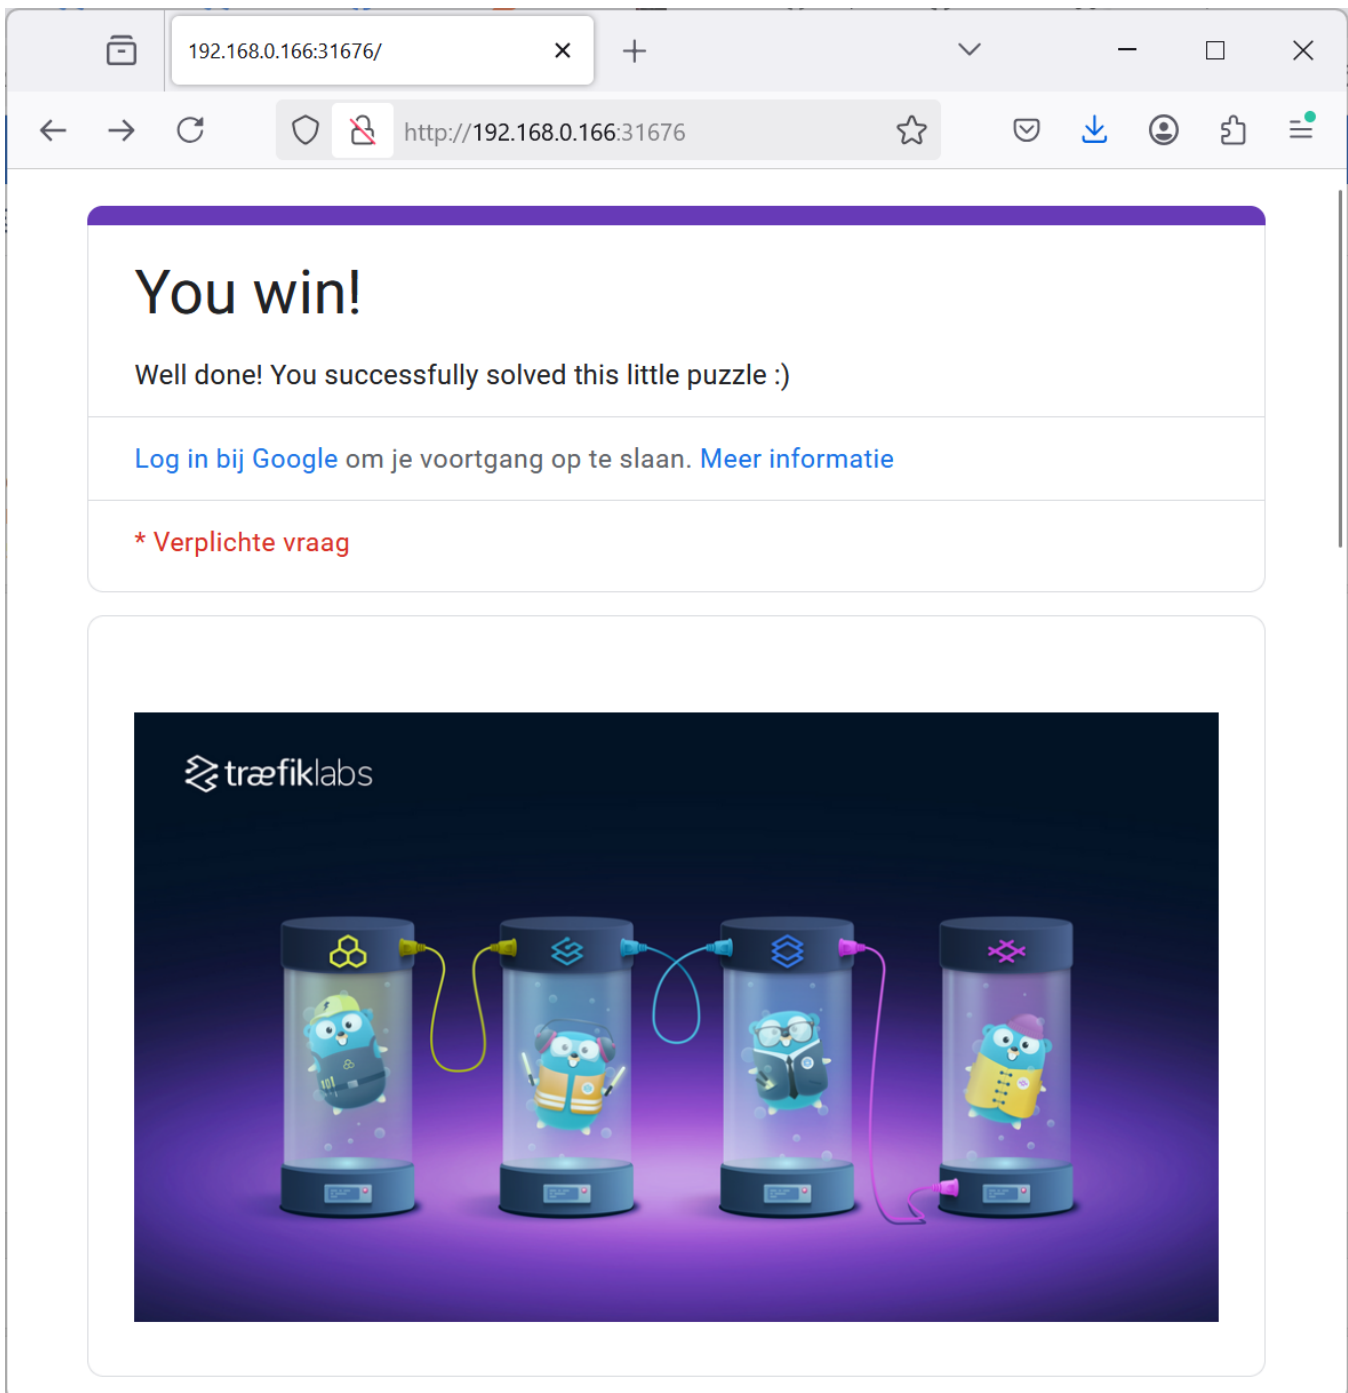 192.168.0.166:31676/
http://192.168.0.166:31676
You win!
Well done! You successfully solved this little puzzle :)
Log in bij Google om je voortgang op te slaan. Meer informatie
* Verplichte vraag
træfiklabs